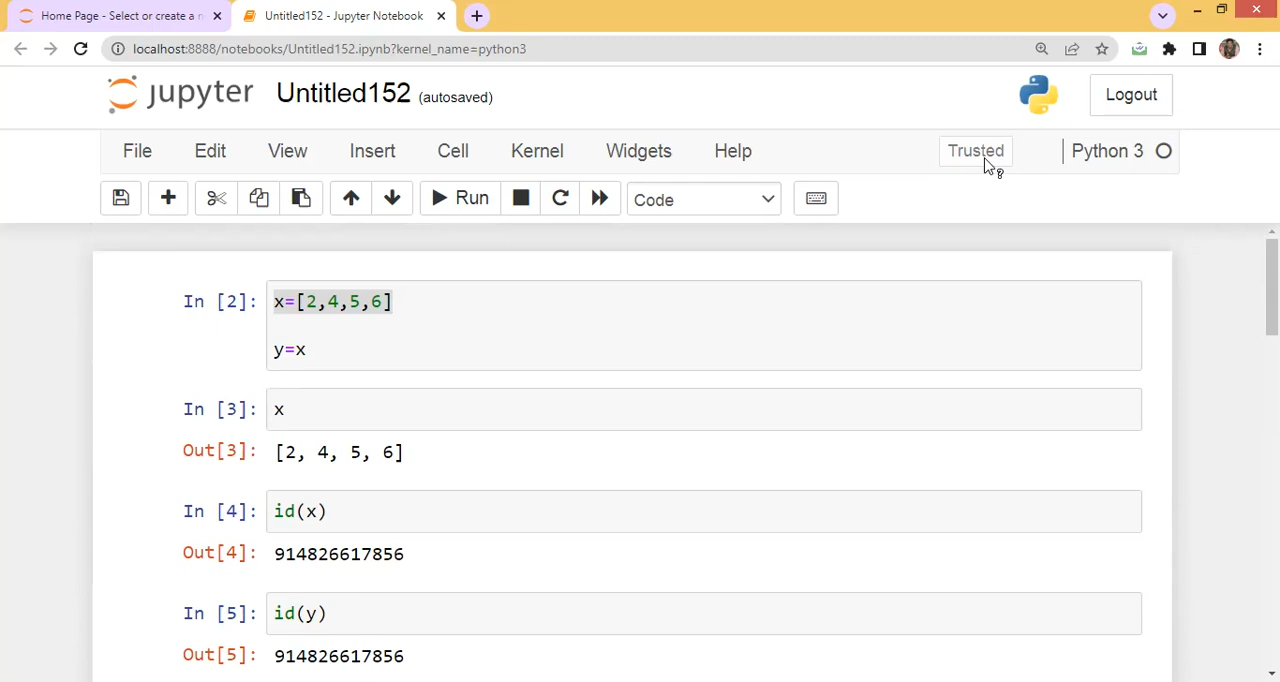 Home Page - Select or create a n
Untitled152 - Jupyter Notebook
localhost:8888/notebooks/Untitled152.ipynb?kernel_name=python3
jupyter Untitled152 (autosaved)
Logout
File Edit View Insert Cell Kernel Widgets Help Trusted Python 3
Run Code
In [2]: x=[2,4,5,6]
y=x
In [3]: x
Out[3]: [2, 4, 5, 6]
In [4]: id(x)
Out[4]: 914826617856
In [5]: id(y)
Out[5]: 914826617856